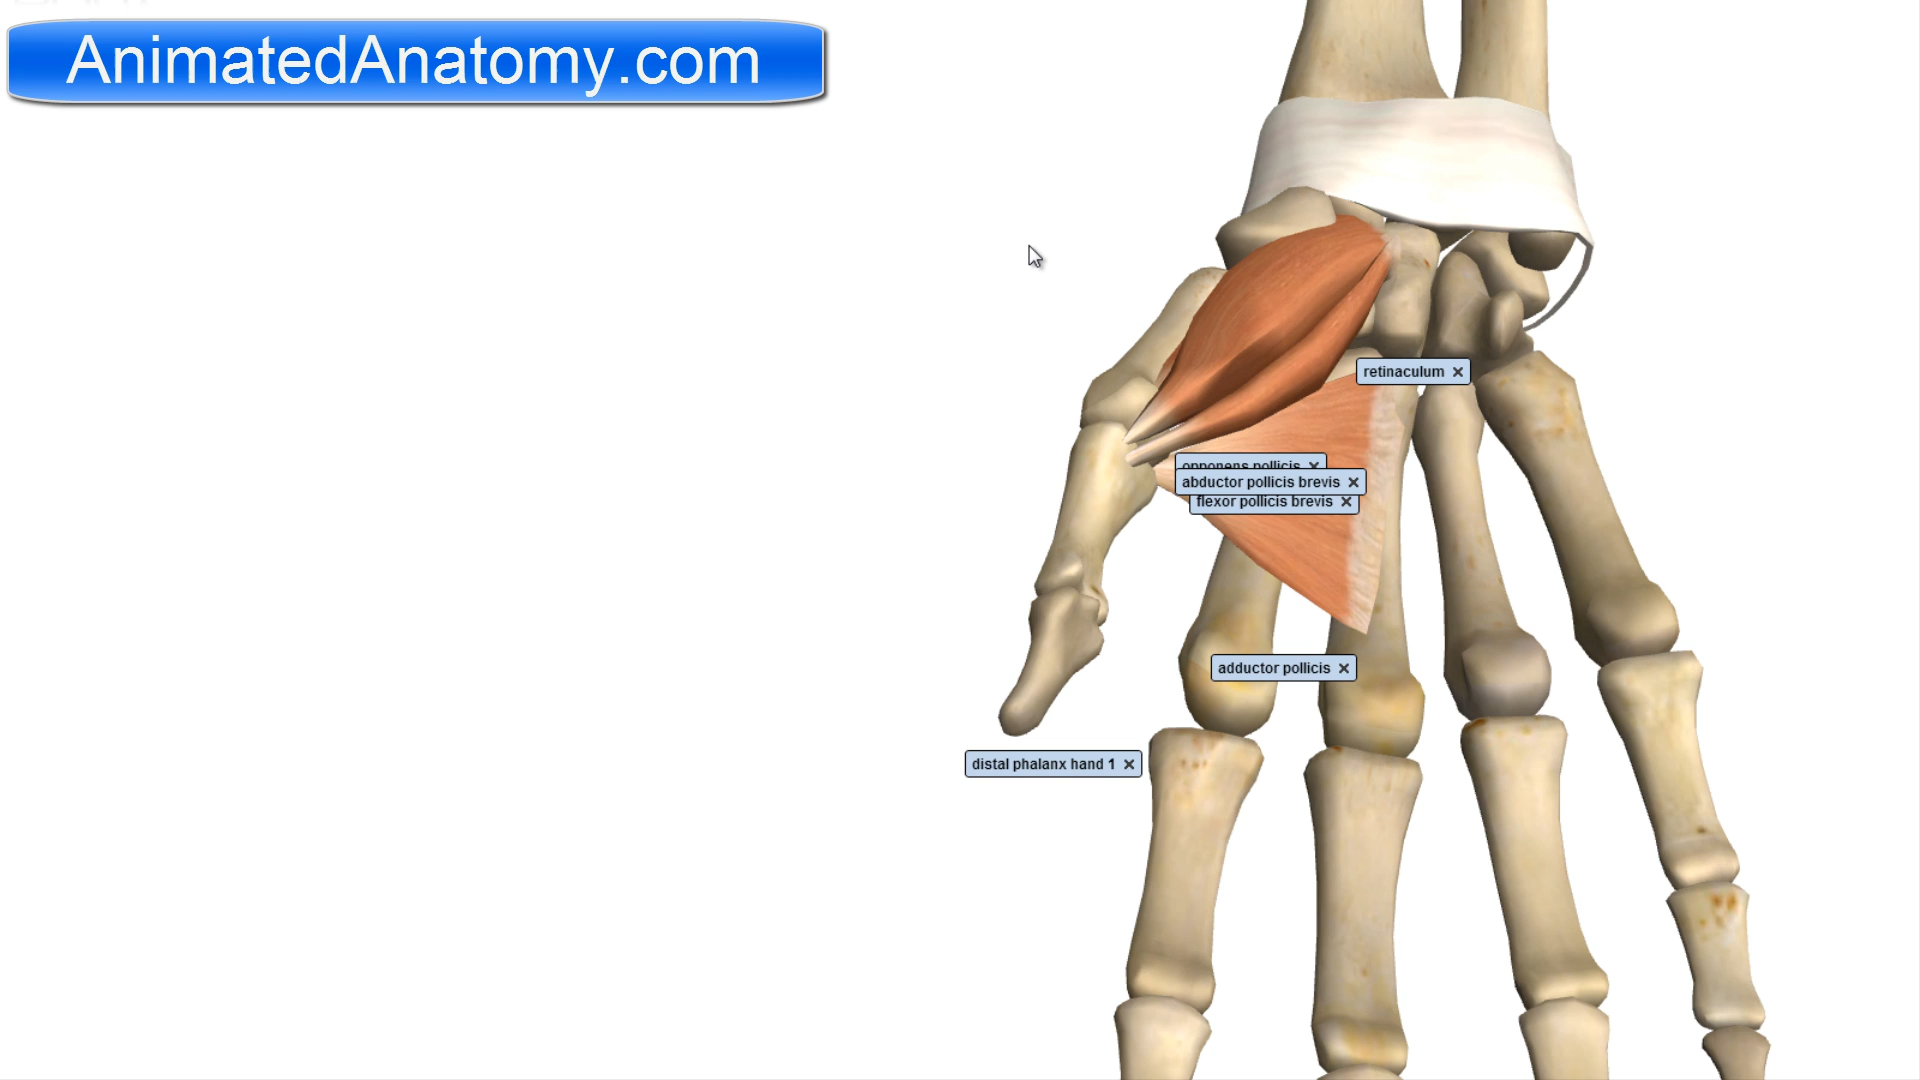 AnimatedAnatomy.com
retinaculum
opponens pollicis
abductor pollicis brevis
flexor pollicis brevis
adductor pollicis
distal phalanx hand 1